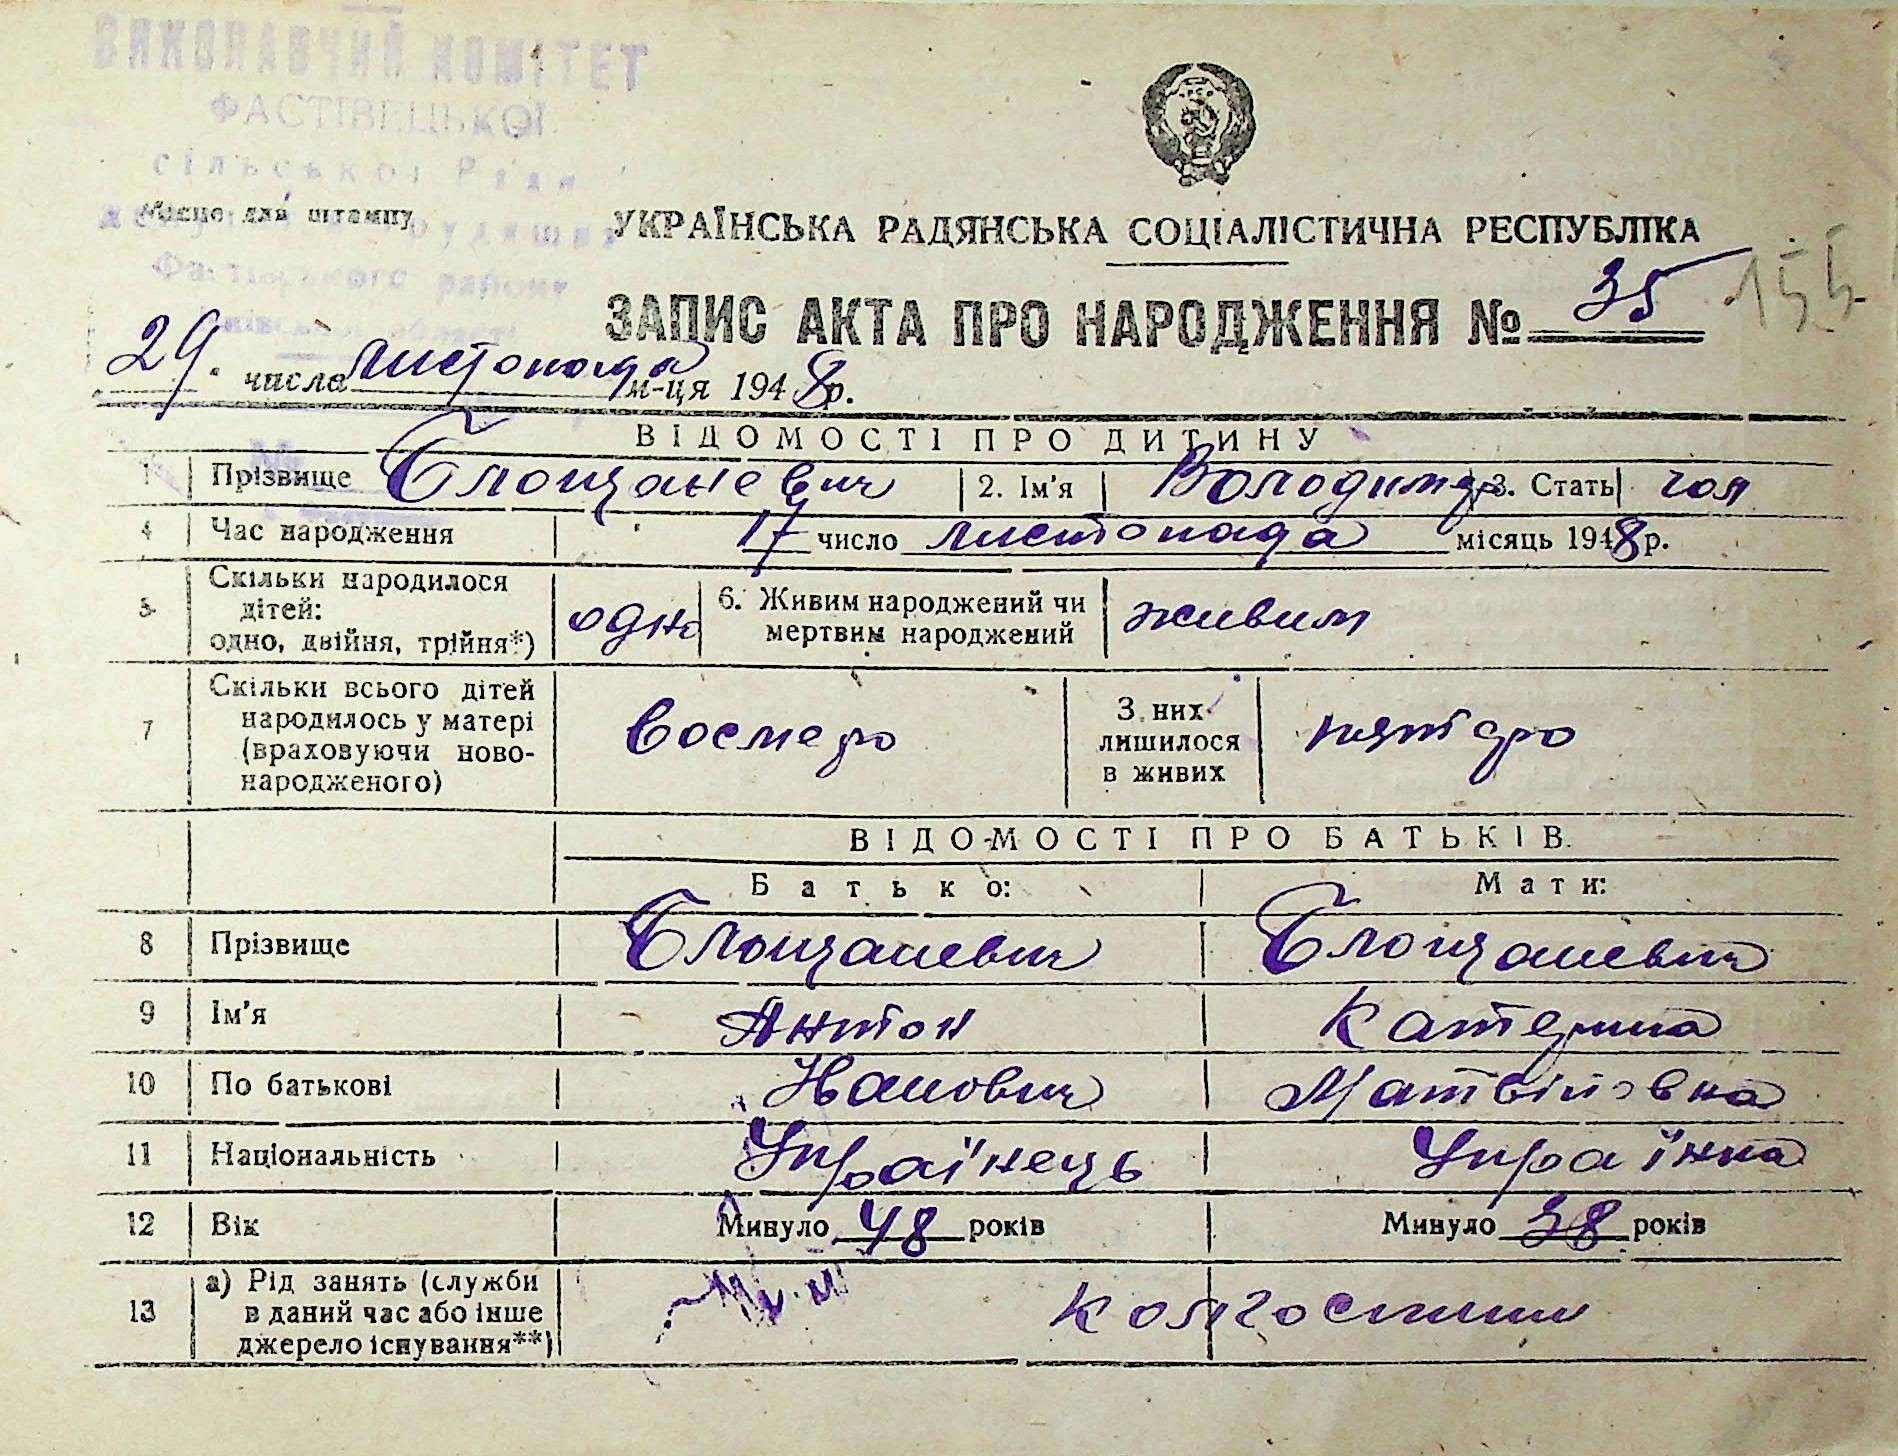 ВИКОНАВЧИЙ КОМІТЕТ
ФАСТІВЕЦЬКОЇ
сільської Ради
Місце для штампу
Фастівського району
УКРАЇНСЬКА РАДЯНСЬКА СОЦІАЛІСТИЧНА РЕСПУБЛІКА
ЗАПИС АКТА ПРО НАРОДЖЕННЯ № 35
155
29 числа листопада м-ця 1948 р.
ВІДОМОСТІ ПРО ДИТИНУ
1 Прізвище Блощаневич 2. Ім'я Володимир 3. Стать чол
4 Час народження 17 число листопада місяць 1948 р.
5 Скільки народилося дітей: одно, двійня, трійня*) одно 6. Живим народжений чи мертвим народжений живим
7 Скільки всього дітей народилось у матері (враховуючи новонародженого) восмеро З них лишилося в живих пятеро
ВІДОМОСТІ ПРО БАТЬКІВ
Батько: Мати:
8 Прізвище Блощаневич Блощаневич
9 Ім'я Антон Катерина
10 По батькові Іванович Матвіївна
11 Національність Українець Українка
12 Вік Минуло 48 років Минуло 38 років
13 а) Рід занять (служби в даний час або інше джерело існування**) колгоспники